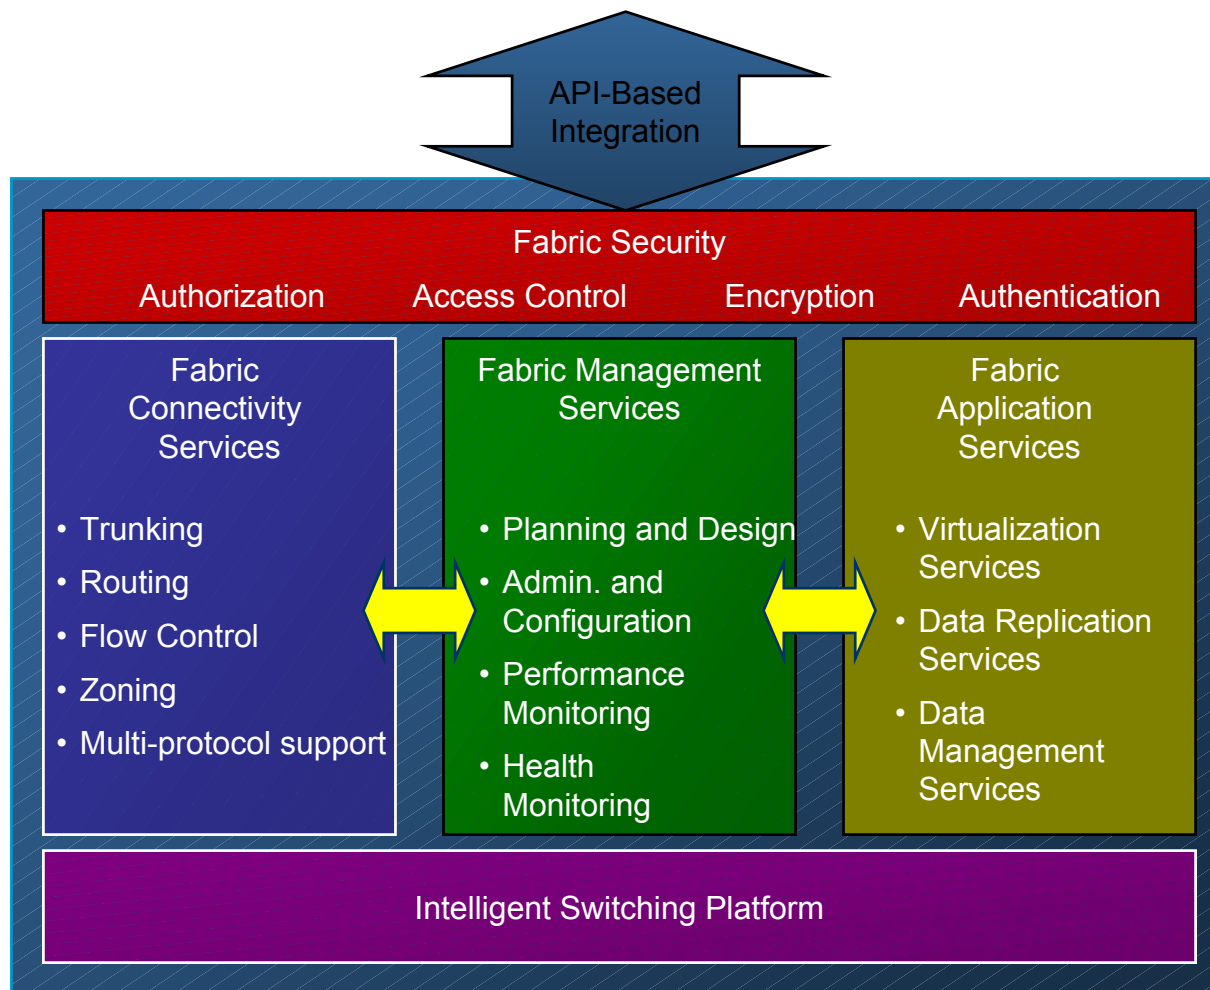 API-Based
Integration
Fabric Security
Authorization Access Control Encryption Authentication
Fabric
Connectivity
Services
• Trunking
• Routing
• Flow Control
• Zoning
• Multi-protocol support
Fabric Management
Services
• Planning and Design
• Admin. and
Configuration
• Performance
Monitoring
• Health
Monitoring
Fabric
Application
Services
• Virtualization
Services
• Data Replication
Services
• Data
Management
Services
Intelligent Switching Platform